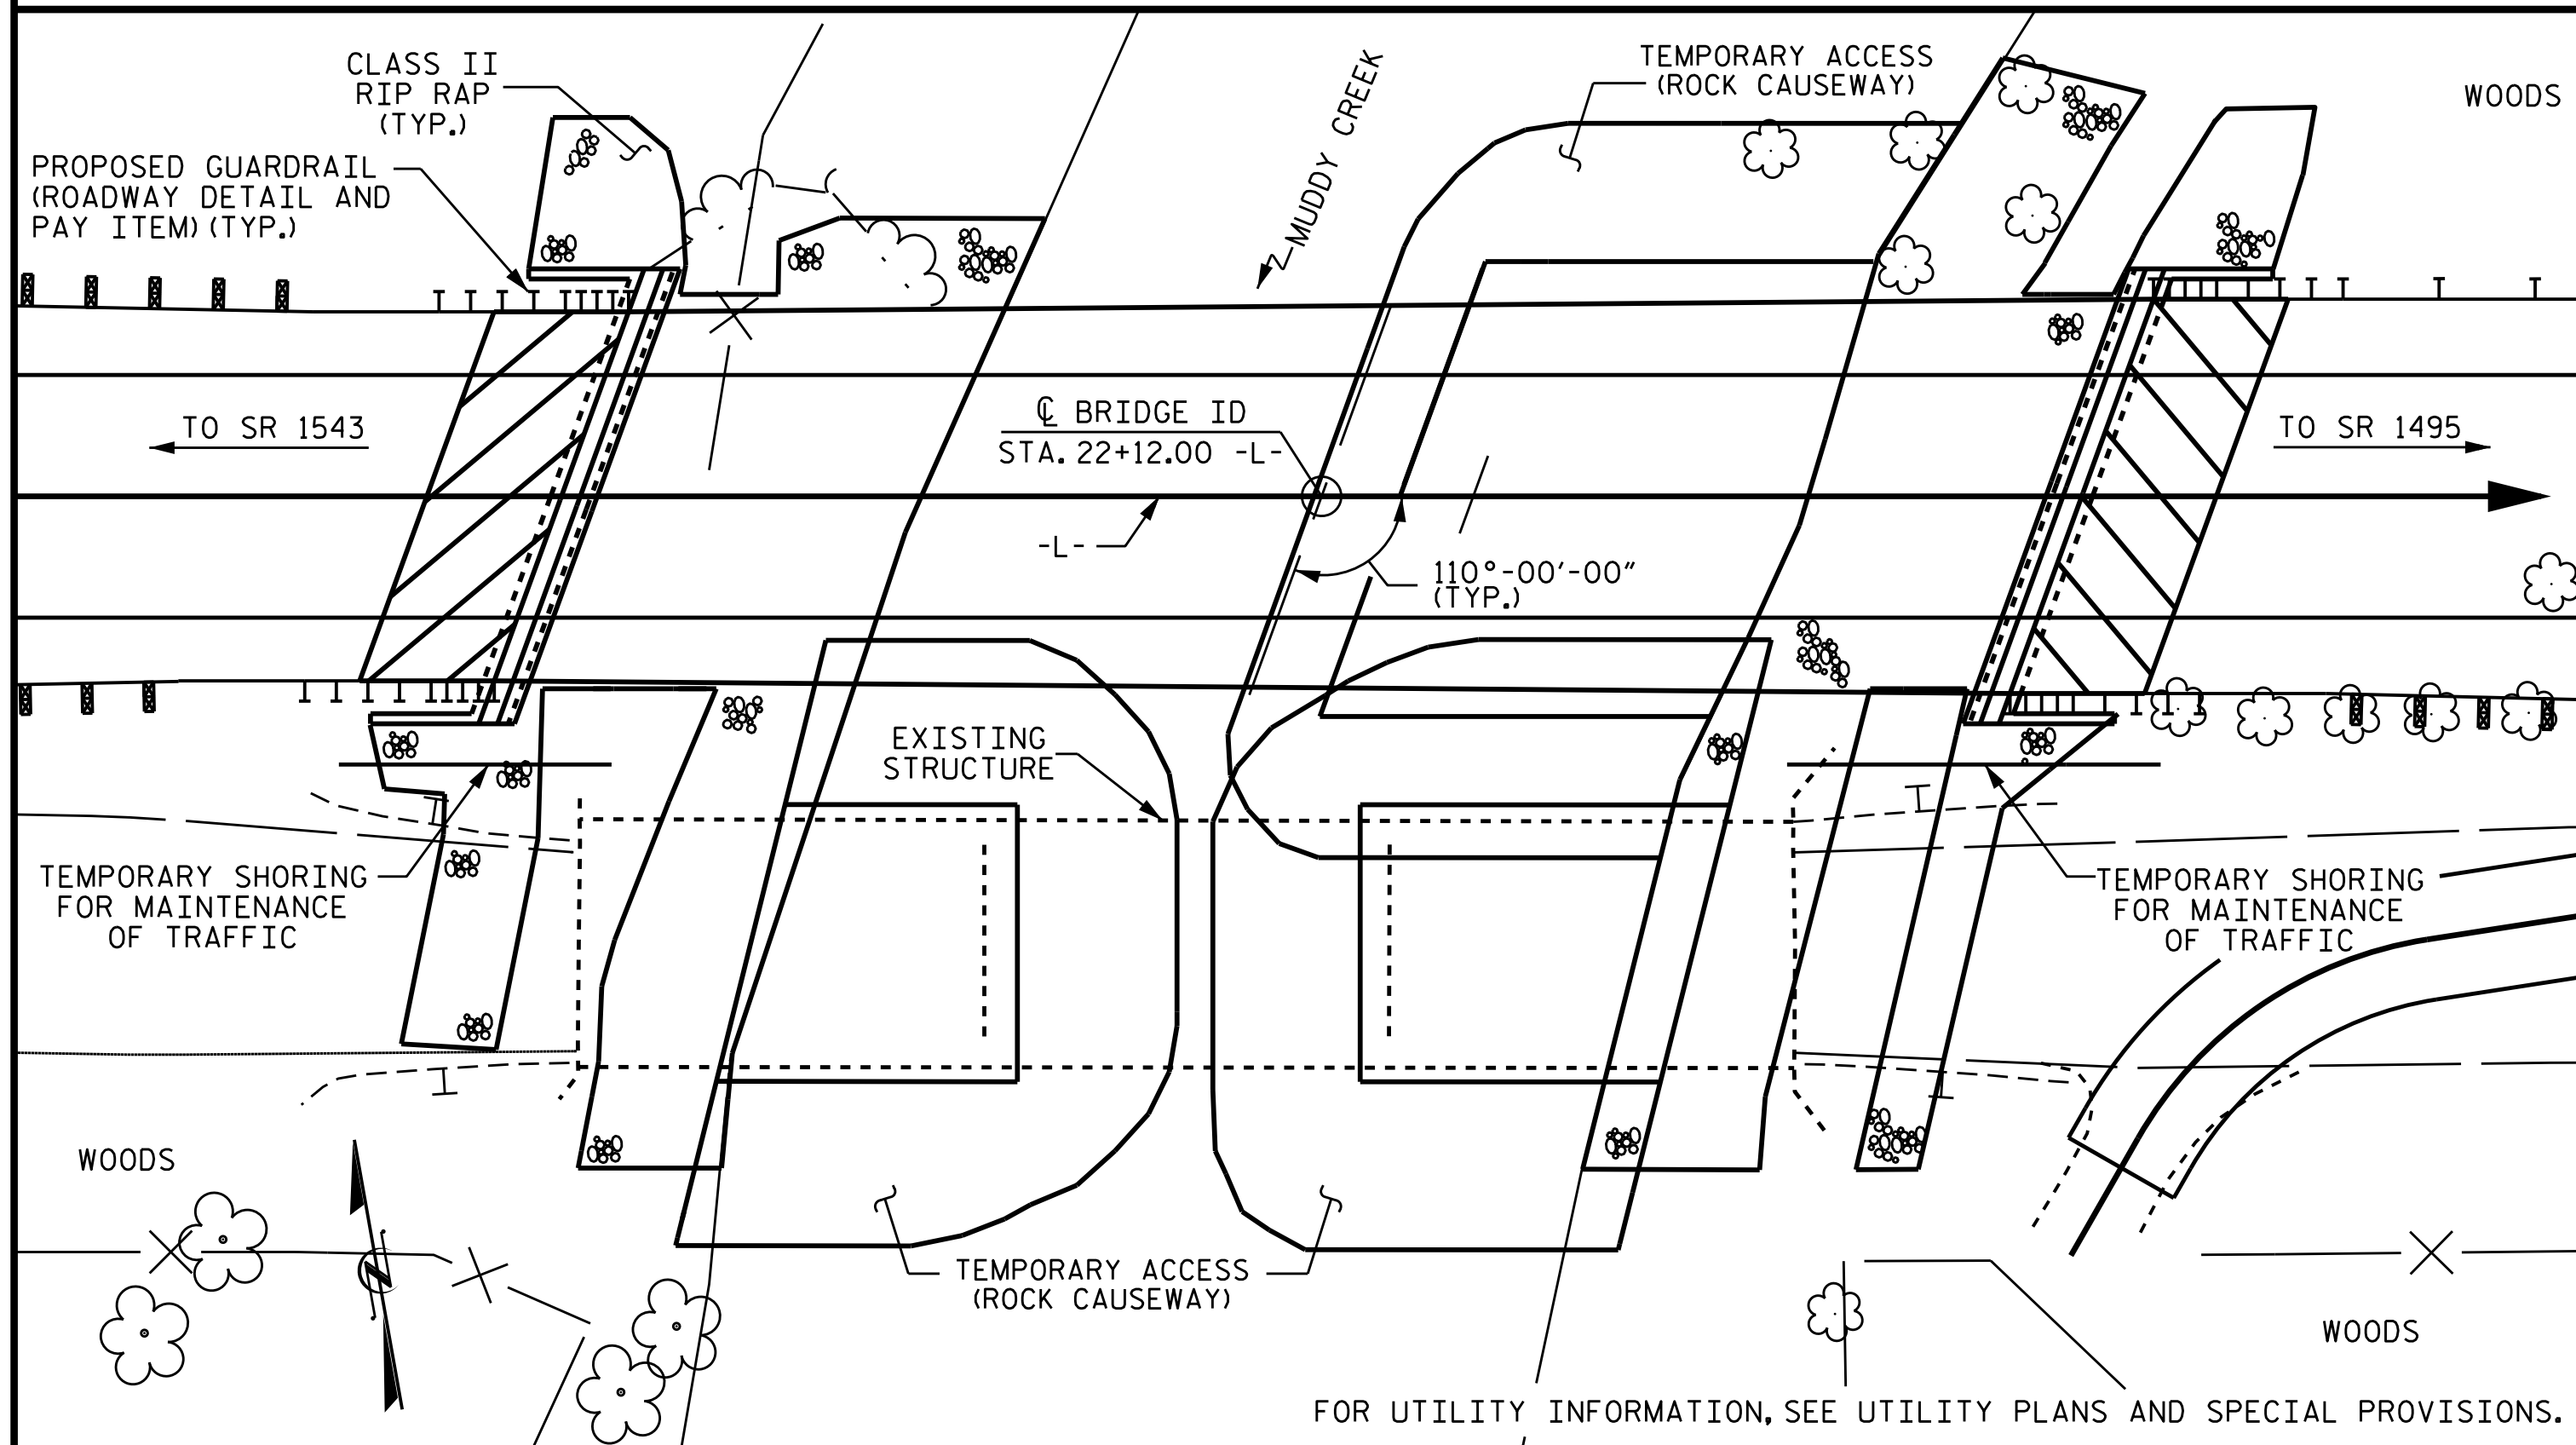 CLASS II
RIP RAP
(TYP.)
PROPOSED GUARDRAIL
(ROADWAY DETAIL AND
PAY ITEM) (TYP.)
MUDDY CREEK
TEMPORARY ACCESS
(ROCK CAUSEWAY)
WOODS
TO SR 1543
℄ BRIDGE ID
STA. 22+12.00 -L-
TO SR 1495
-L-
110°-00'-00"
(TYP.)
EXISTING
STRUCTURE
TEMPORARY SHORING
FOR MAINTENANCE
OF TRAFFIC
TEMPORARY SHORING
FOR MAINTENANCE
OF TRAFFIC
WOODS
TEMPORARY ACCESS
(ROCK CAUSEWAY)
WOODS
FOR UTILITY INFORMATION, SEE UTILITY PLANS AND SPECIAL PROVISIONS.